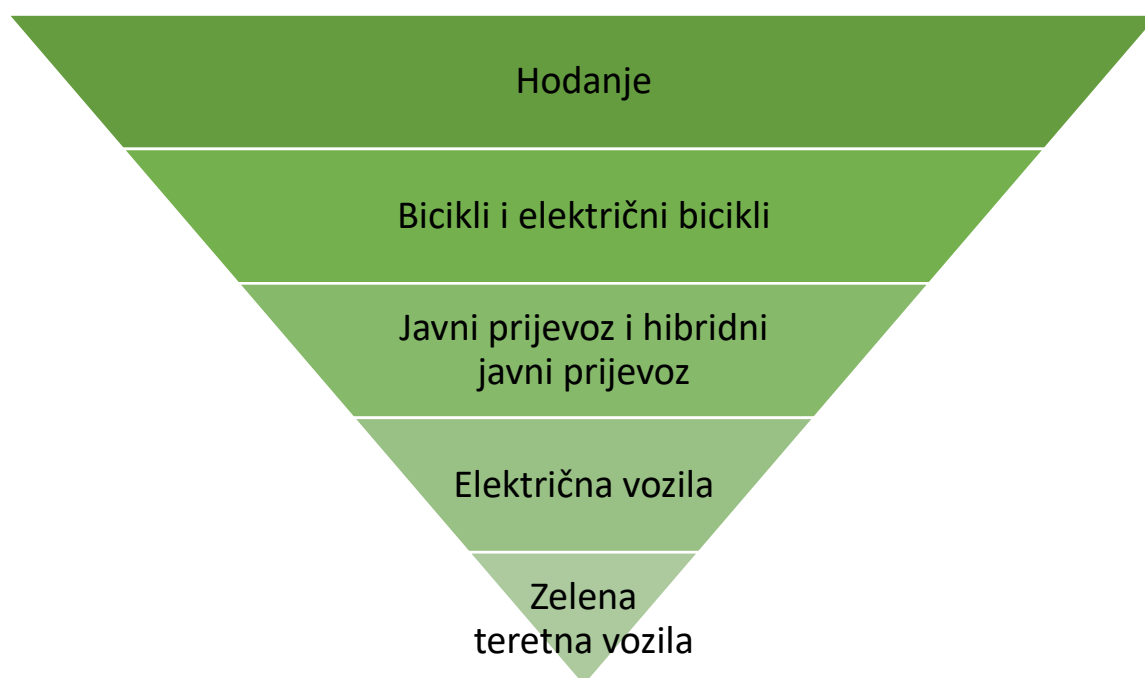 Hodanje
Bicikli i električni bicikli
Javni prijevoz i hibridni
javni prijevoz
Električna vozila
Zelena
teretna vozila